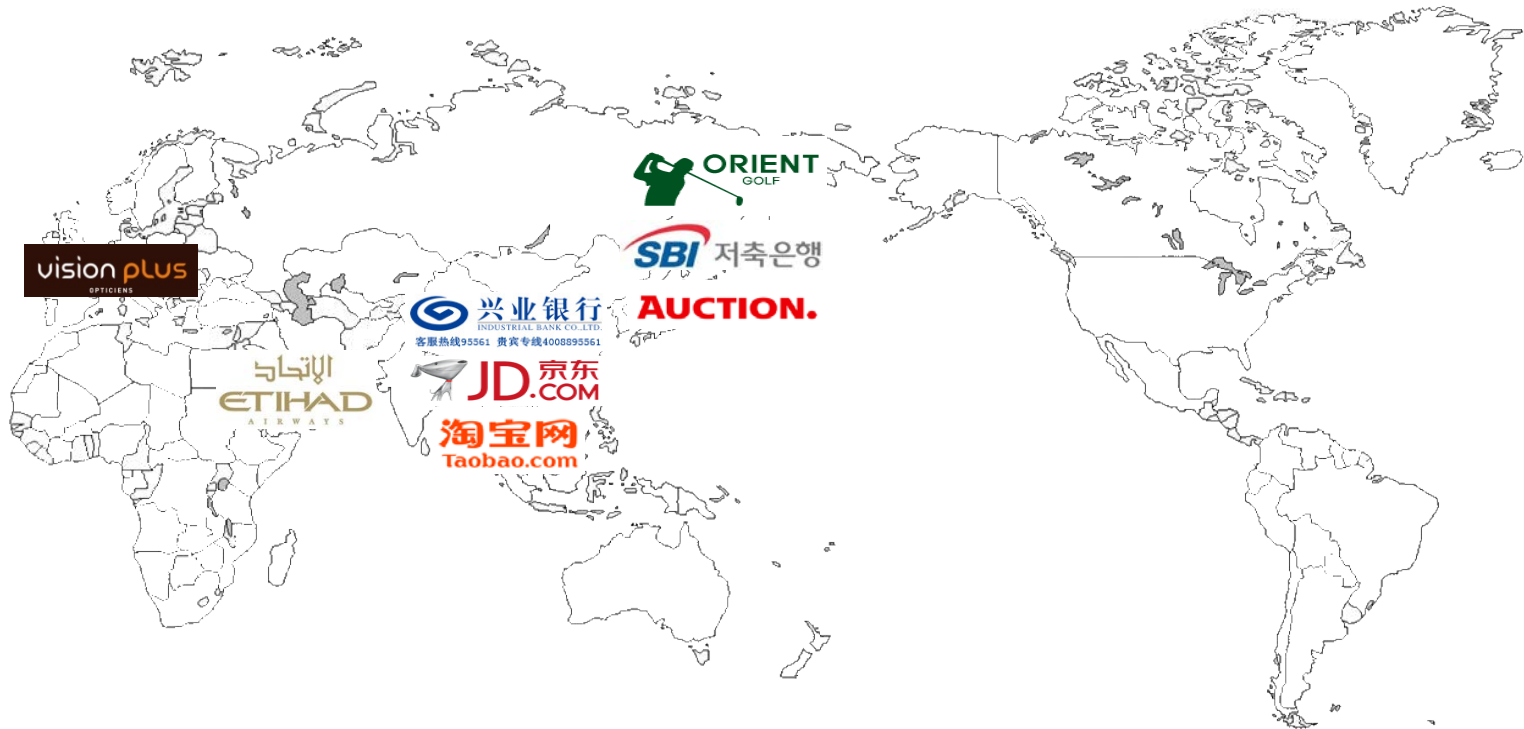 ORIENT
GOLF
SBI 저축은행
vision plus
OPTICIENS
兴业银行
INDUSTRIAL BANK CO.,LTD.
客服热线95561 贵宾专线4008895561
AUCTION.
الإتحاد
ETIHAD
AIRWAYS
JD.COM 京东
淘宝网
Taobao.com